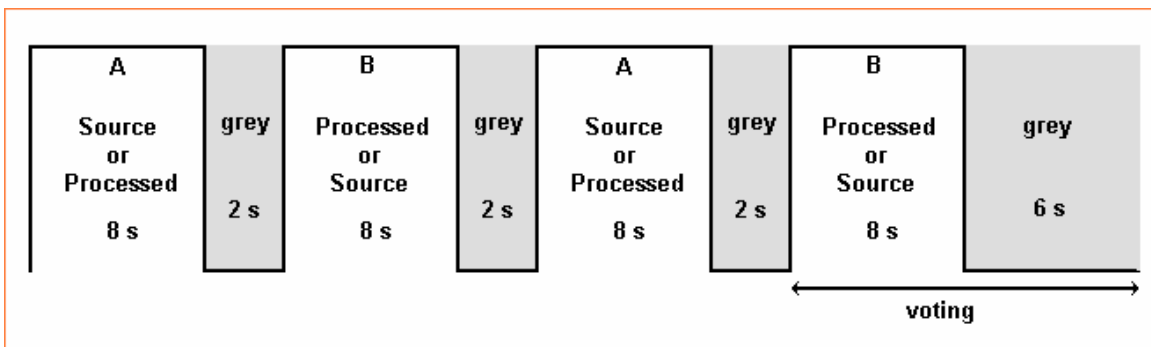 A
Source
or
Processed
8 s
grey
2 s
B
Processed
or
Source
8 s
grey
2 s
A
Source
or
Processed
8 s
grey
2 s
B
Processed
or
Source
8 s
grey
6 s
voting